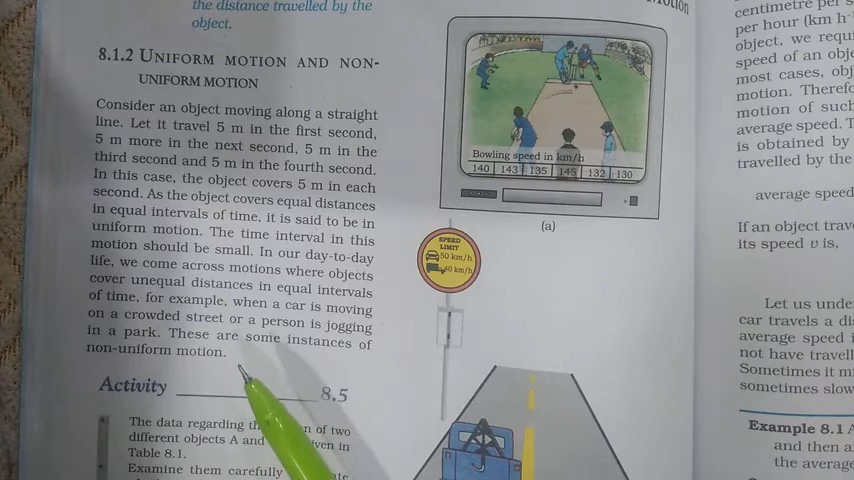 the distance travelled by the
object.
8.1.2 UNIFORM MOTION AND NON-
UNIFORM MOTION
Consider an object moving along a straight
line. Let it travel 5 m in the first second,
5 m more in the next second, 5 m in the
third second and 5 m in the fourth second.
In this case, the object covers 5 m in each
second. As the object covers equal distances
in equal intervals of time, it is said to be in
uniform motion. The time interval in this
motion should be small. In our day-to-day
life, we come across motions where objects
cover unequal distances in equal intervals
of time, for example, when a car is moving
on a crowded street or a person is jogging
in a park. These are some instances of
non-uniform motion.
Activity 8.5
The data regarding of two
different objects A and in
Table 8.1.
Examine them carefully
Bowling speed in km/h
140 143 135 145 132 130
(a)
SPEED
LIMIT
50 km/h
40 km/h
centimetre per
per hour (km h
object, we
speed of an
most cases,
motion.
motion of such
average speed.
is obtained by
travelled by the
average speed
If an object
its speed v is,
Let us
car travels a
average speed
not have
Sometimes it
sometimes
Example 8.1
and then
the average